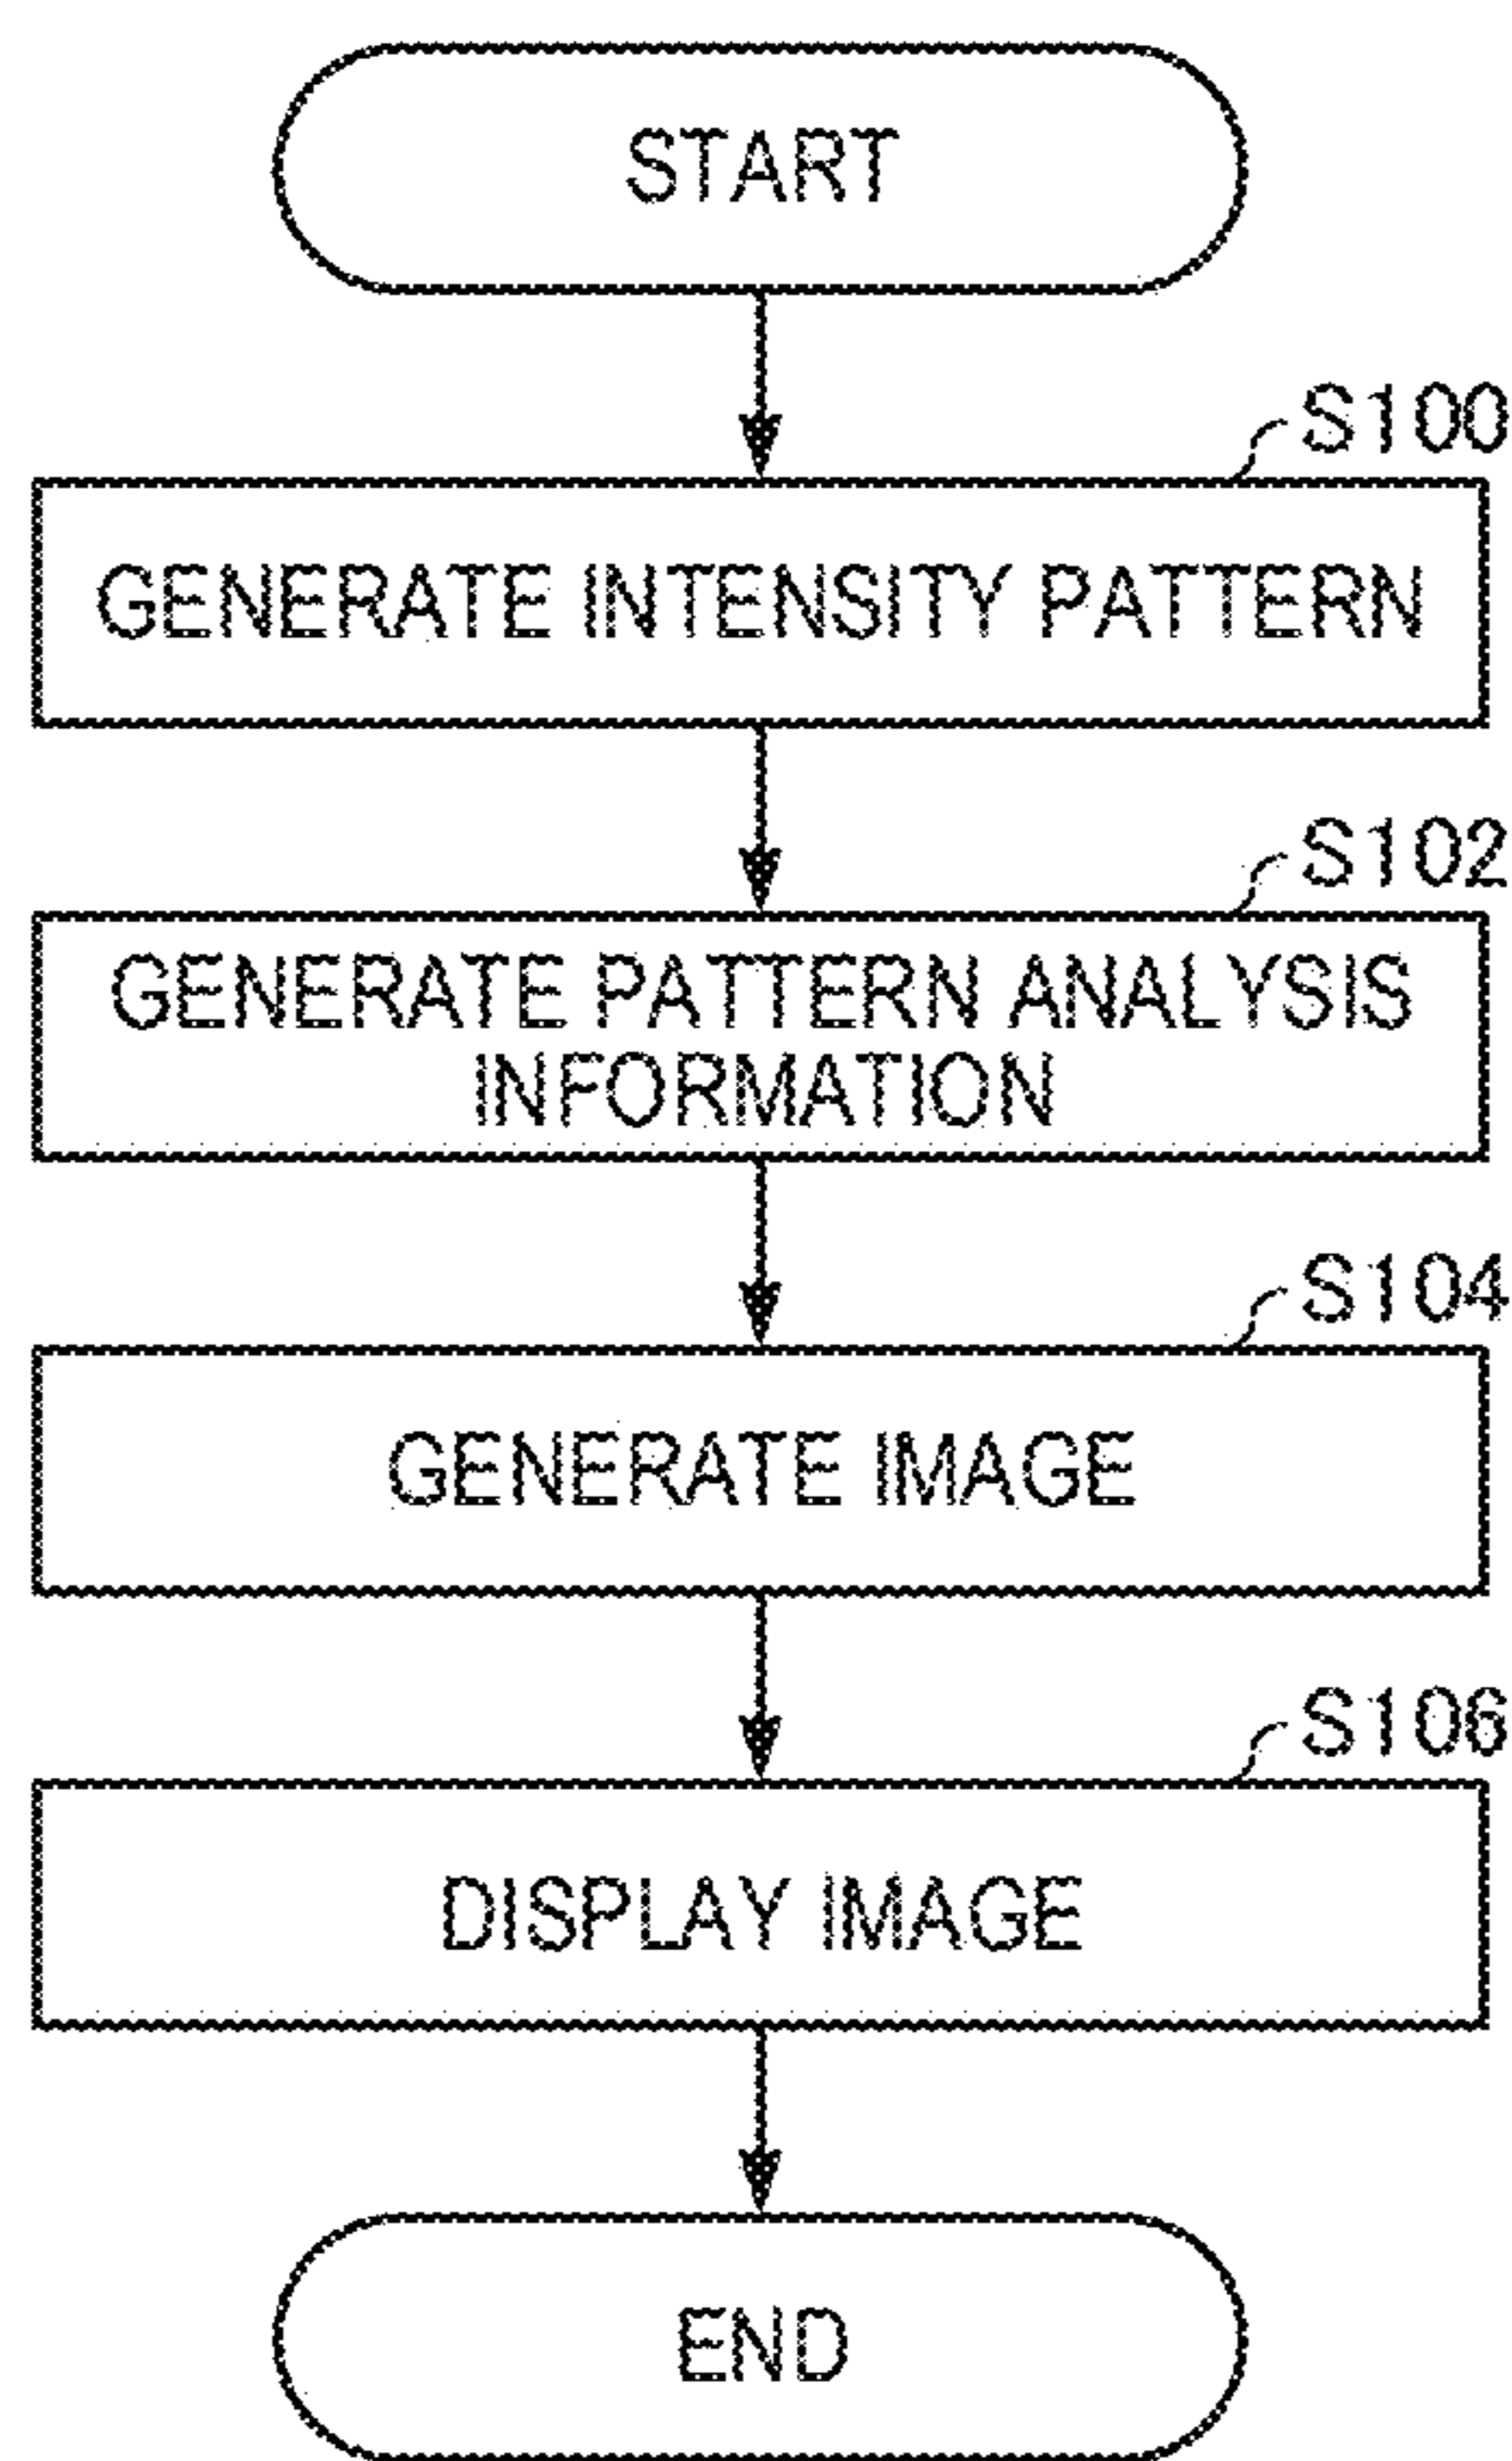 START
S100
GENERATE INTENSITY PATTERN
S102
GENERATE PATTERN ANALYSIS
INFORMATION
S104
GENERATE IMAGE
S106
DISPLAY IMAGE
END